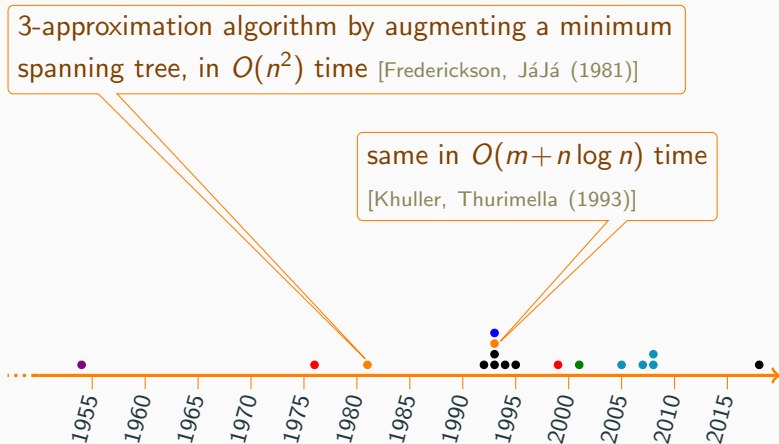 3-approximation algorithm by augmenting a minimum
spanning tree, in O(n²) time [Frederickson, JáJá (1981)]
same in O(m+n log n) time
[Khuller, Thurimella (1993)]
1955 1960 1965 1970 1975 1980 1985 1990 1995 2000 2005 2010 2015